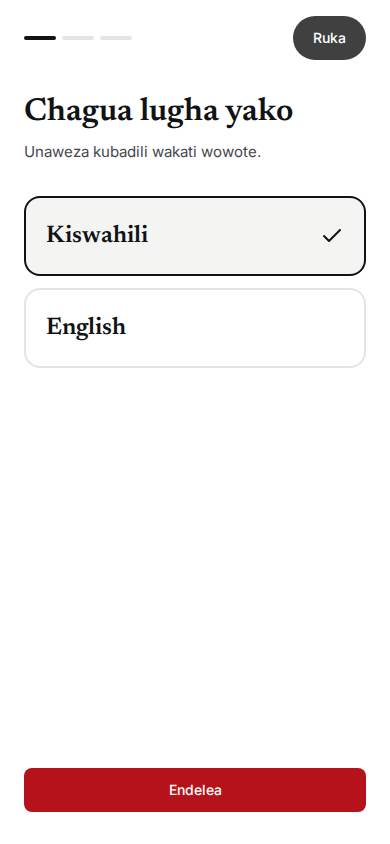 Ruka
Chagua lugha yako
Unaweza kubadili wakati wowote.
Kiswahili
English
Endelea